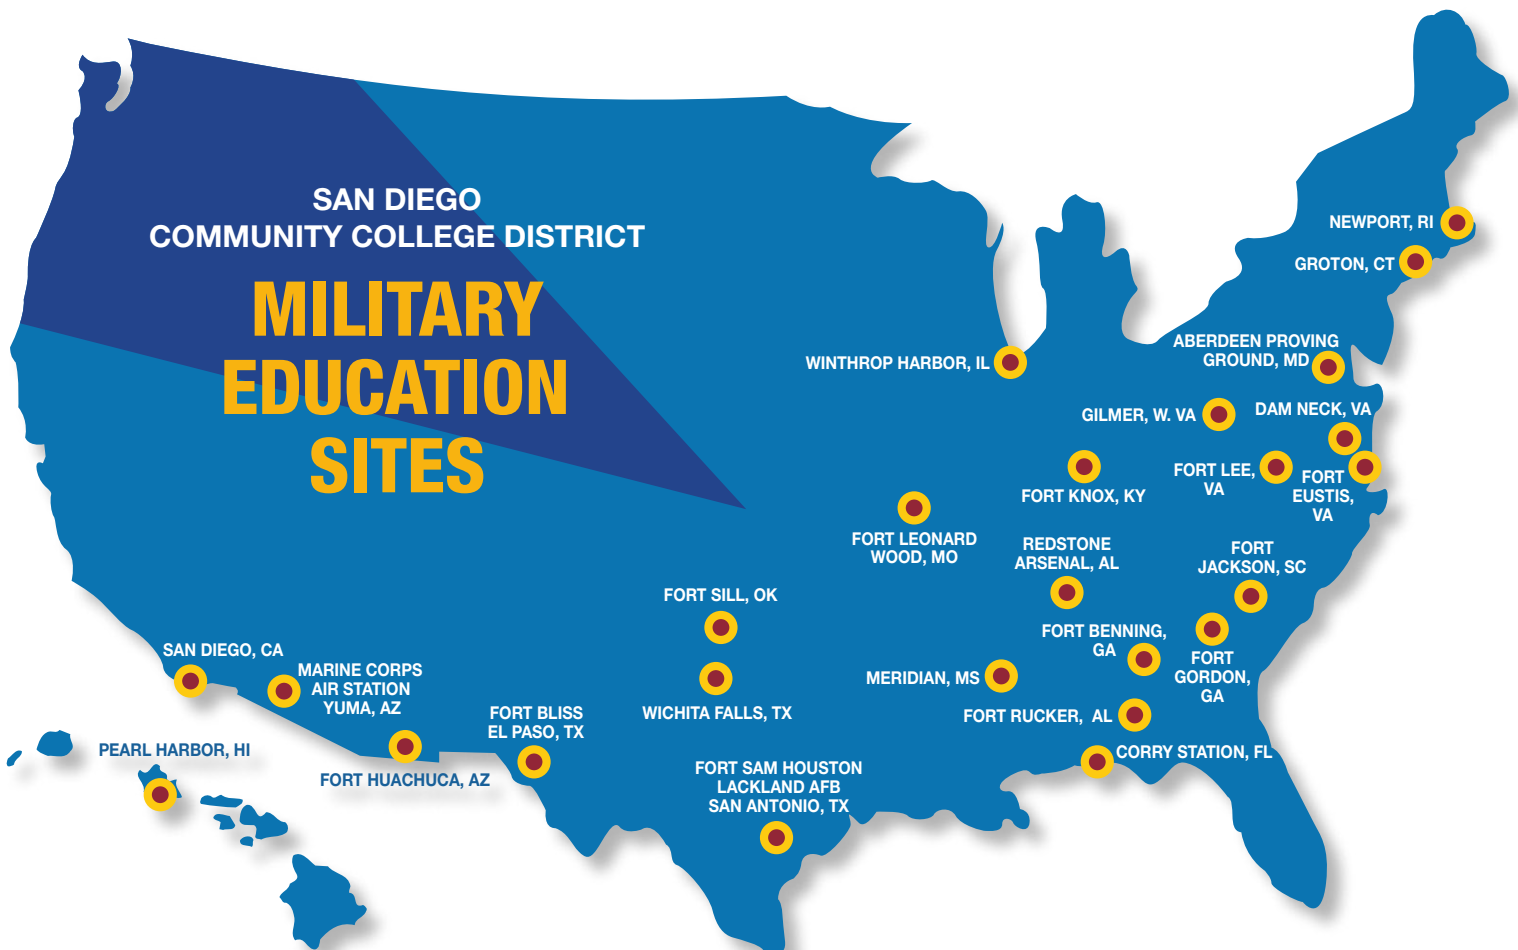 SAN DIEGO
COMMUNITY COLLEGE DISTRICT
MILITARY
EDUCATION
SITES
NEWPORT, RI
GROTON, CT
ABERDEEN PROVING
GROUND, MD
WINTHROP HARBOR, IL
GILMER, W. VA
DAM NECK, VA
FORT LEE,
VA
FORT
EUSTIS,
VA
FORT KNOX, KY
FORT LEONARD
WOOD, MO
REDSTONE
ARSENAL, AL
FORT
JACKSON, SC
FORT SILL, OK
FORT BENNING,
GA
FORT
GORDON,
GA
SAN DIEGO, CA
MARINE CORPS
AIR STATION
YUMA, AZ
MERIDIAN, MS
WICHITA FALLS, TX
FORT RUCKER,  AL
FORT BLISS
EL PASO, TX
CORRY STATION, FL
PEARL HARBOR, HI
FORT HUACHUCA, AZ
FORT SAM HOUSTON
LACKLAND AFB
SAN ANTONIO, TX